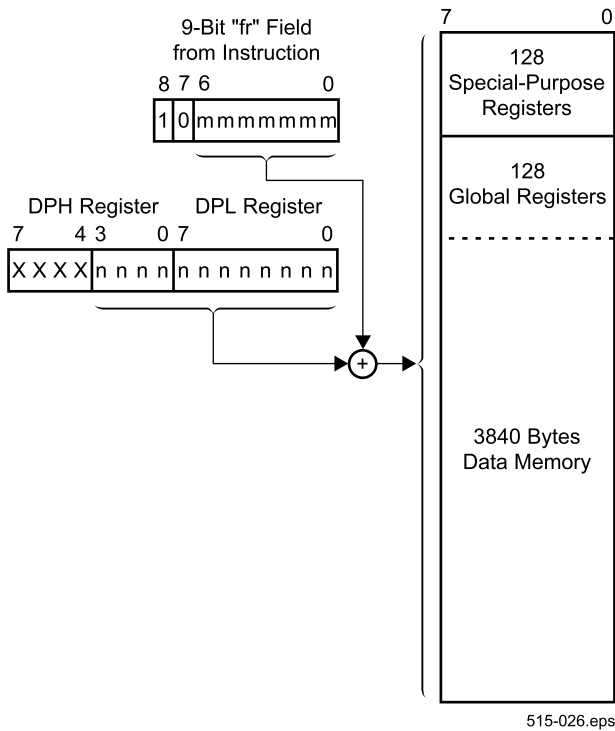 9-Bit "fr" Field
from Instruction
8 7 6 0
1 0 m m m m m m m
DPH Register DPL Register
7 4 3 0 7 0
X X X X n n n n n n n n n n n n
+
7 0
128
Special-Purpose
Registers
128
Global Registers
3840 Bytes
Data Memory
515-026.eps